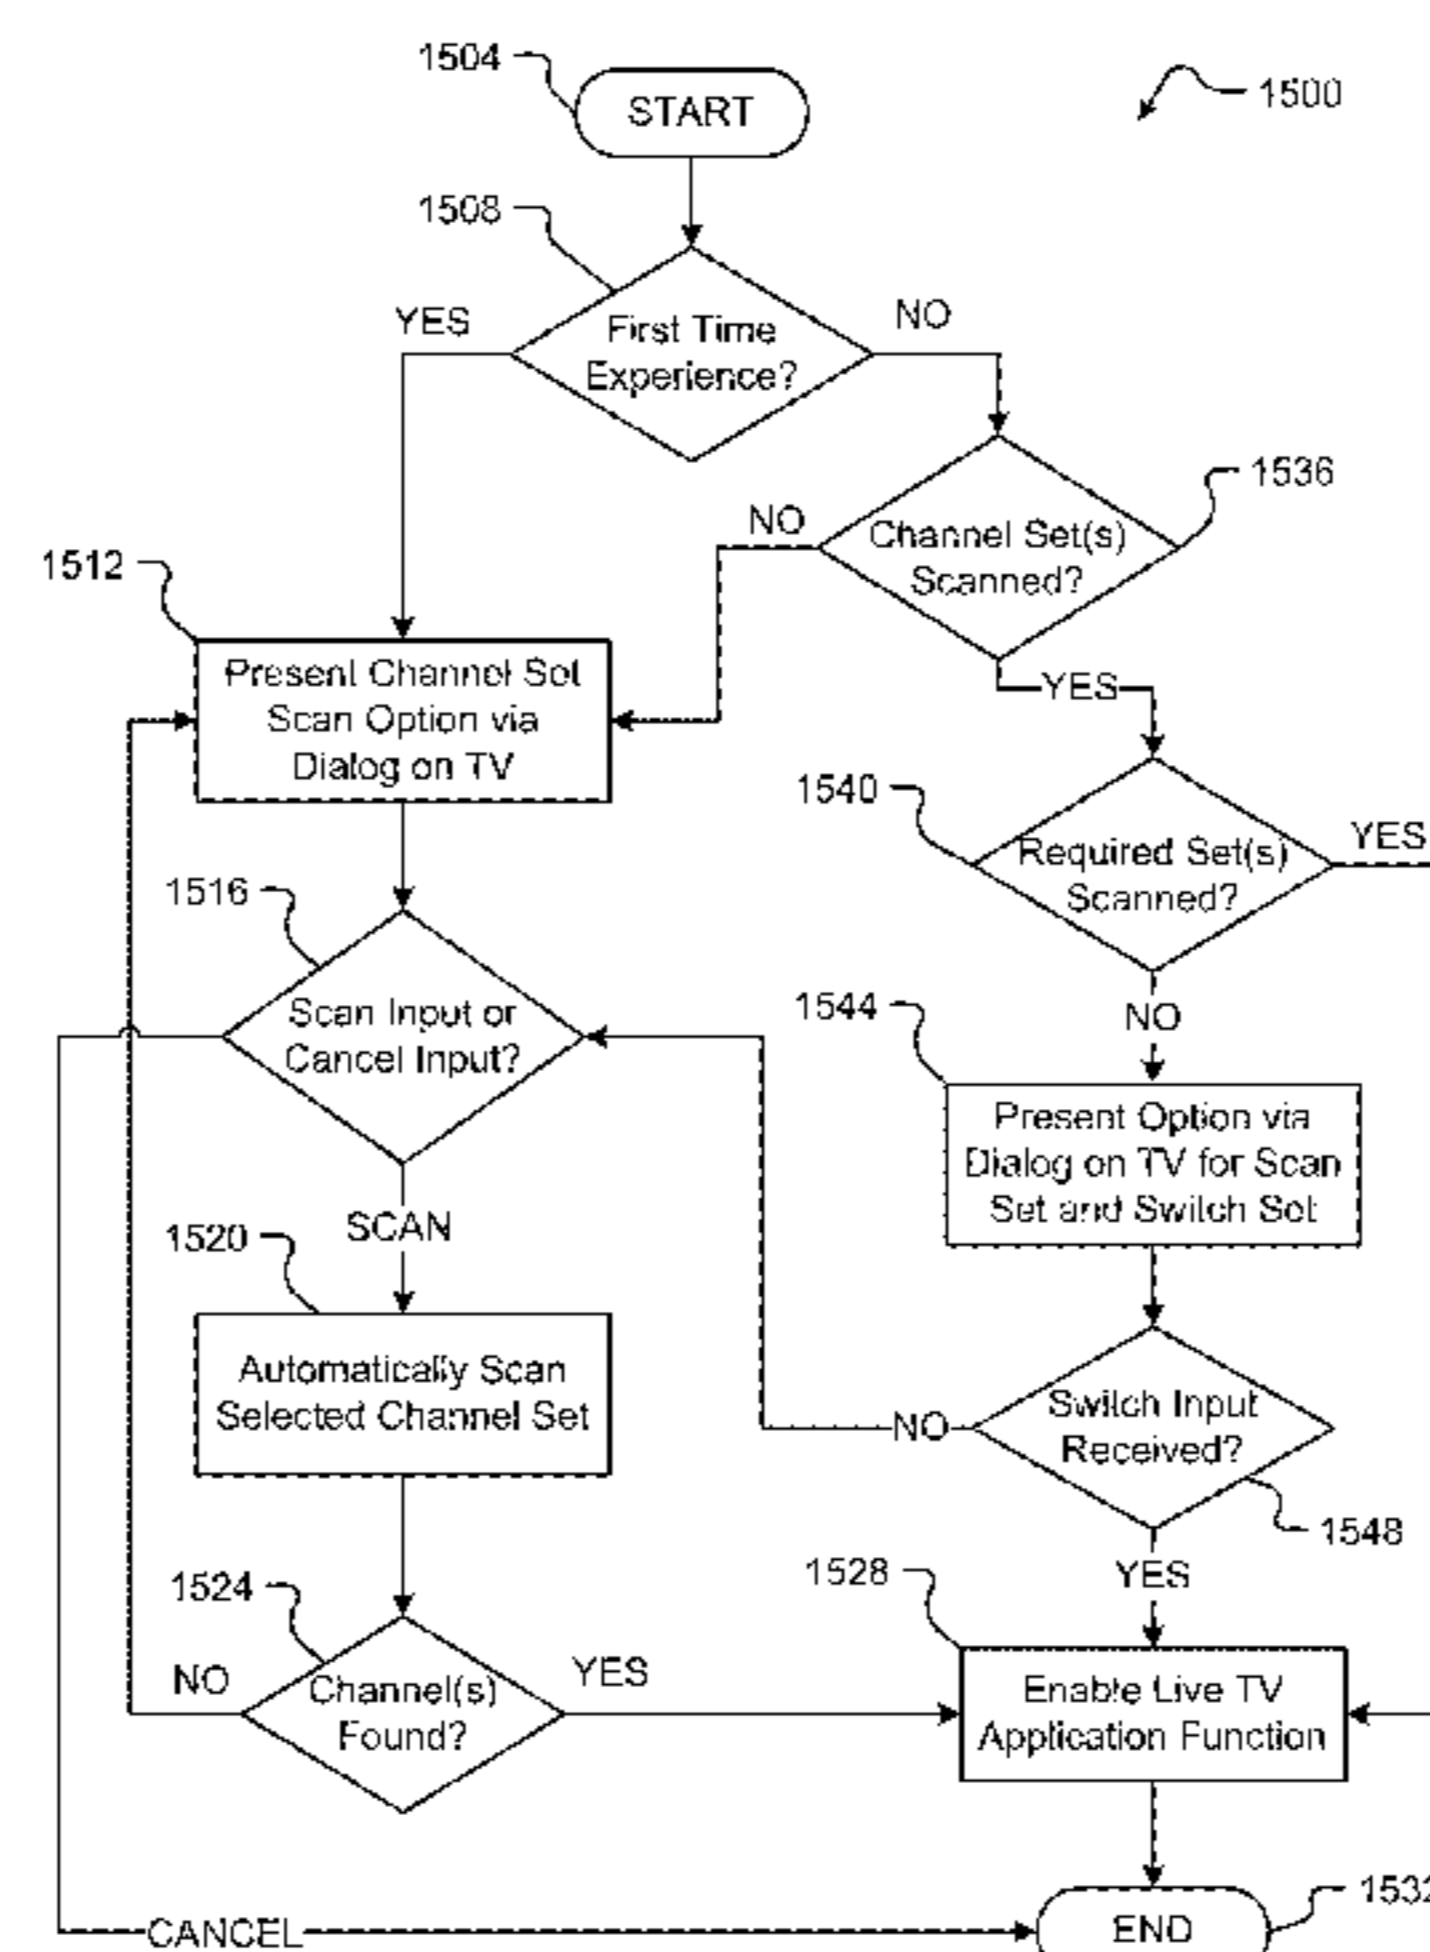 1504
START
1500
1508
YES
First Time
Experience?
NO
1536
NO
Channel Set(s)
Scanned?
1512
Present Channel Set
Scan Option via
Dialog on TV
YES
1540
Required Set(s)
Scanned?
YES
1516
Scan Input or
Cancel Input?
NO
1544
Present Option via
Dialog on TV for Scan
Set and Switch Set
SCAN
1520
Automatically Scan
Selected Channel Set
NO
Switch Input
Received?
1548
YES
1524
NO
Channel(s)
Found?
YES
1528
Enable Live TV
Application Function
1532
CANCEL
END